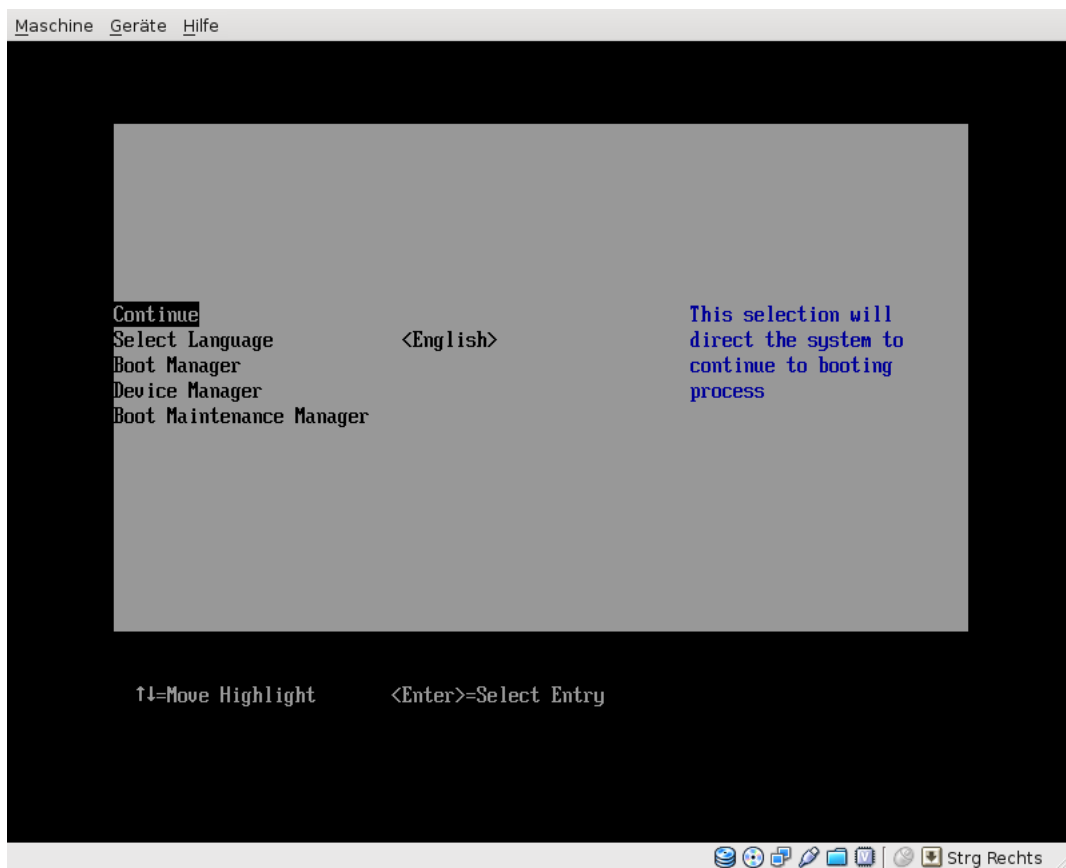 Maschine Geräte Hilfe
Continue
Select Language <English>
Boot Manager
Device Manager
Boot Maintenance Manager
This selection will
direct the system to
continue to booting
process
↑↓=Move Highlight <Enter>=Select Entry
Strg Rechts